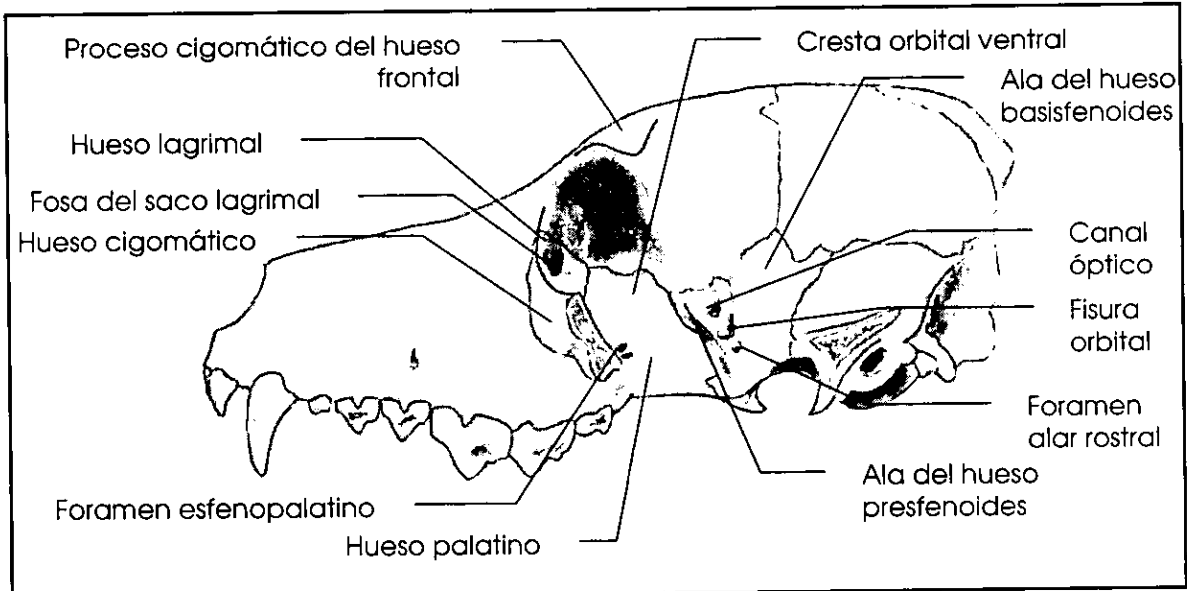 Proceso cigomático del hueso
frontal
Hueso lagrimal
Fosa del saco lagrimal
Hueso cigomático
Foramen esfenopalatino
Hueso palatino
Cresta orbital ventral
Ala del hueso
basisfenoides
Canal
óptico
Fisura
orbital
Foramen
alar rostral
Ala del hueso
presfenoides